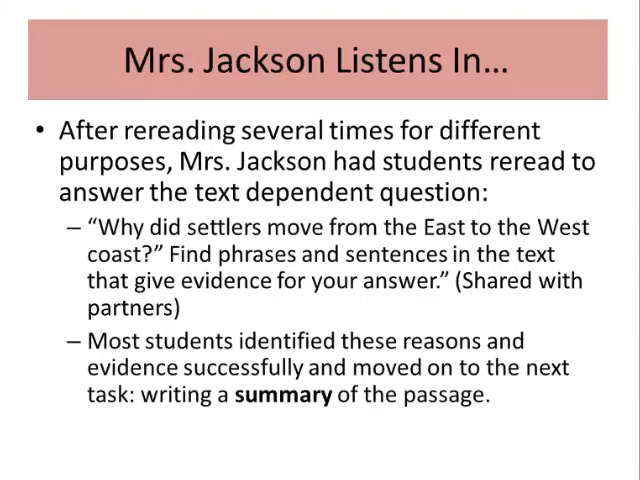 Mrs. Jackson Listens In…
• After rereading several times for different
purposes, Mrs. Jackson had students reread to
answer the text dependent question:
– “Why did settlers move from the East to the West
coast?” Find phrases and sentences in the text
that give evidence for your answer.” (Shared with
partners)
– Most students identified these reasons and
evidence successfully and moved on to the next
task: writing a summary of the passage.